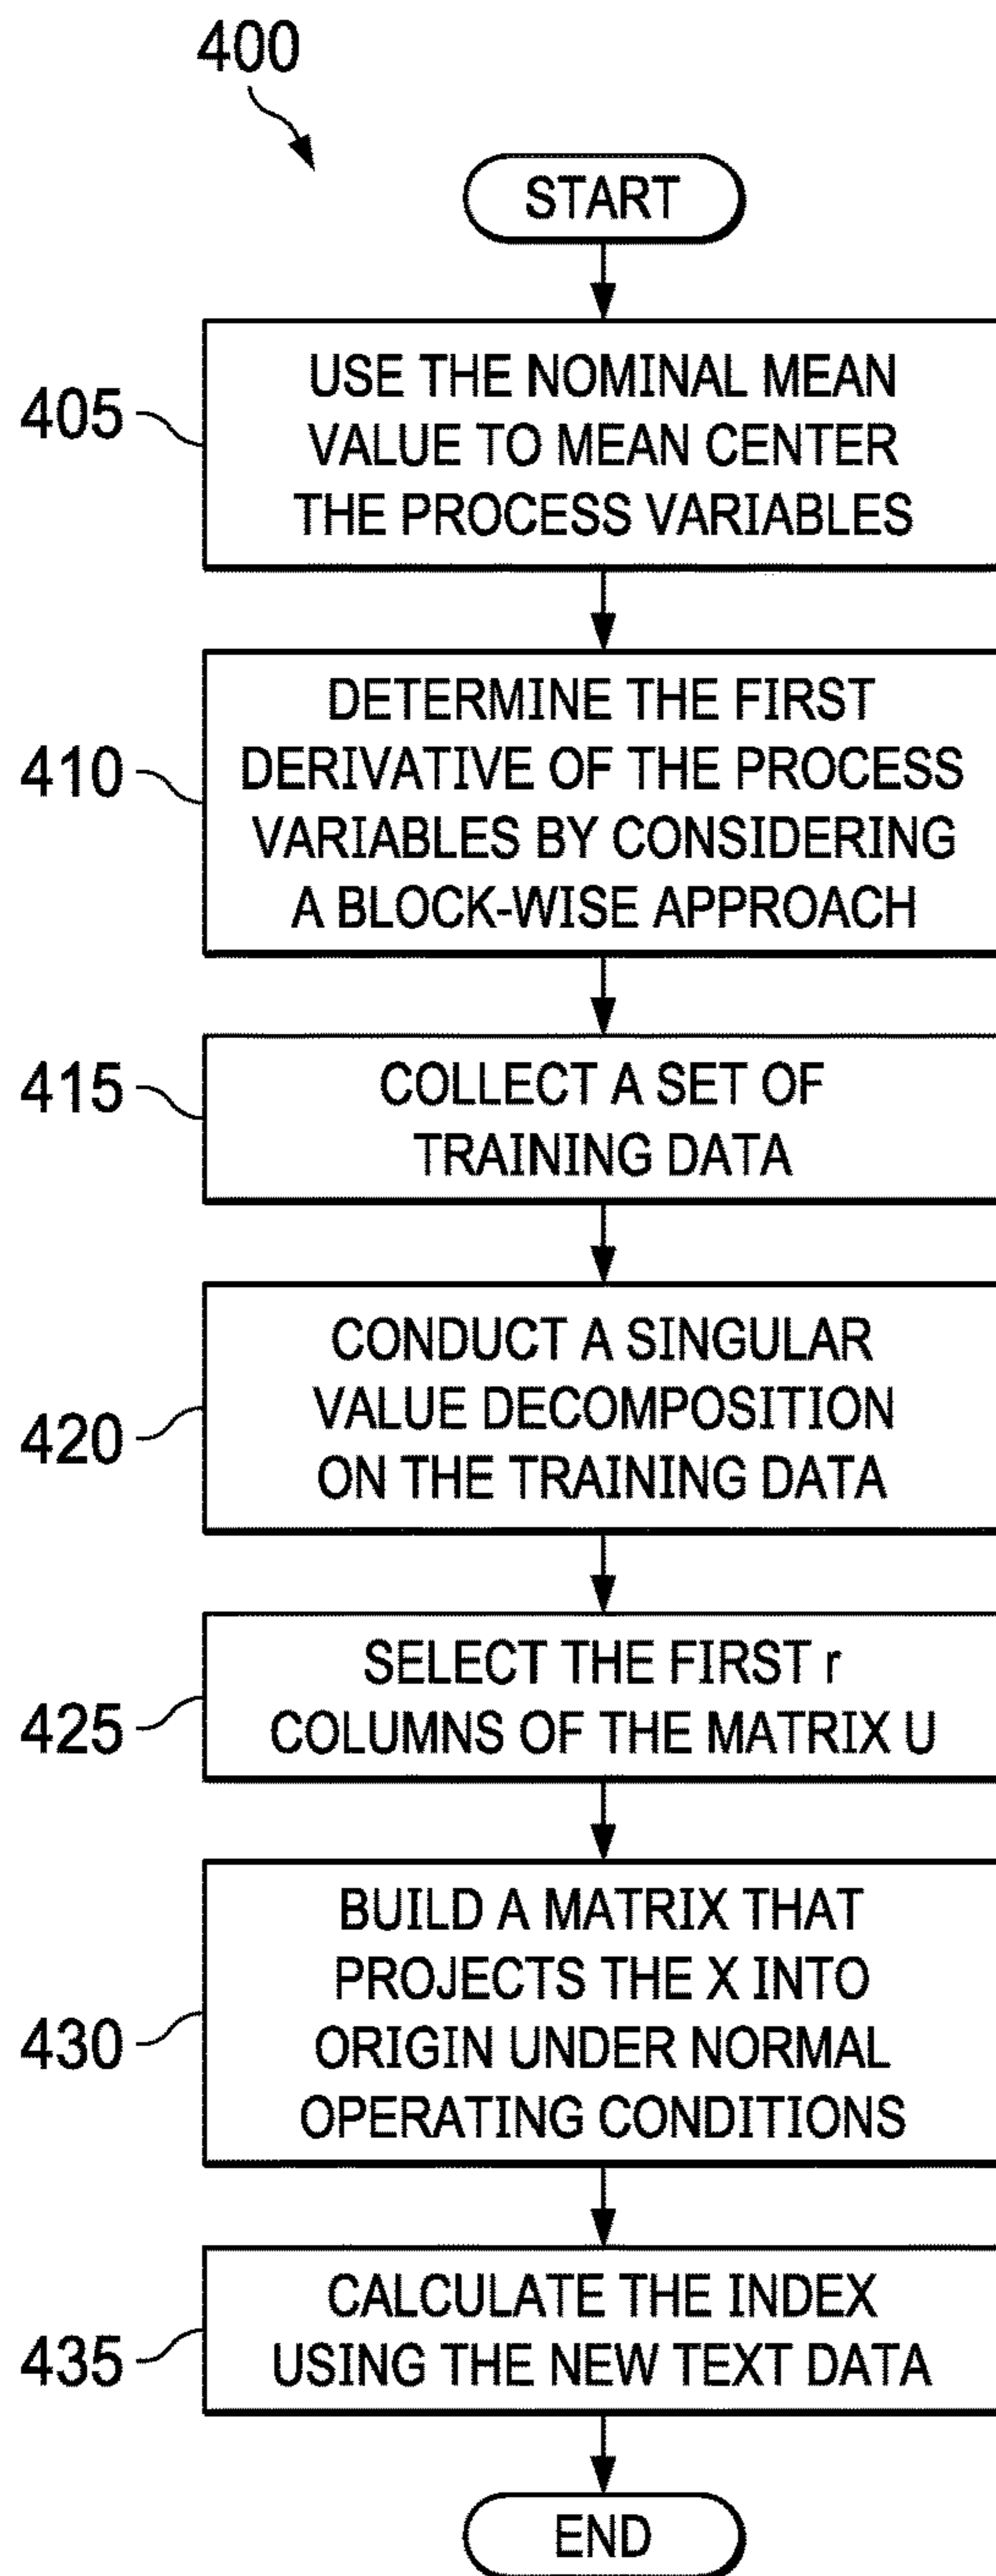 400
START
405
USE THE NOMINAL MEAN
VALUE TO MEAN CENTER
THE PROCESS VARIABLES
410
DETERMINE THE FIRST
DERIVATIVE OF THE PROCESS
VARIABLES BY CONSIDERING
A BLOCK-WISE APPROACH
415
COLLECT A SET OF
TRAINING DATA
420
CONDUCT A SINGULAR
VALUE DECOMPOSITION
ON THE TRAINING DATA
425
SELECT THE FIRST r
COLUMNS OF THE MATRIX U
430
BUILD A MATRIX THAT
PROJECTS THE X INTO
ORIGIN UNDER NORMAL
OPERATING CONDITIONS
435
CALCULATE THE INDEX
USING THE NEW TEXT DATA
END